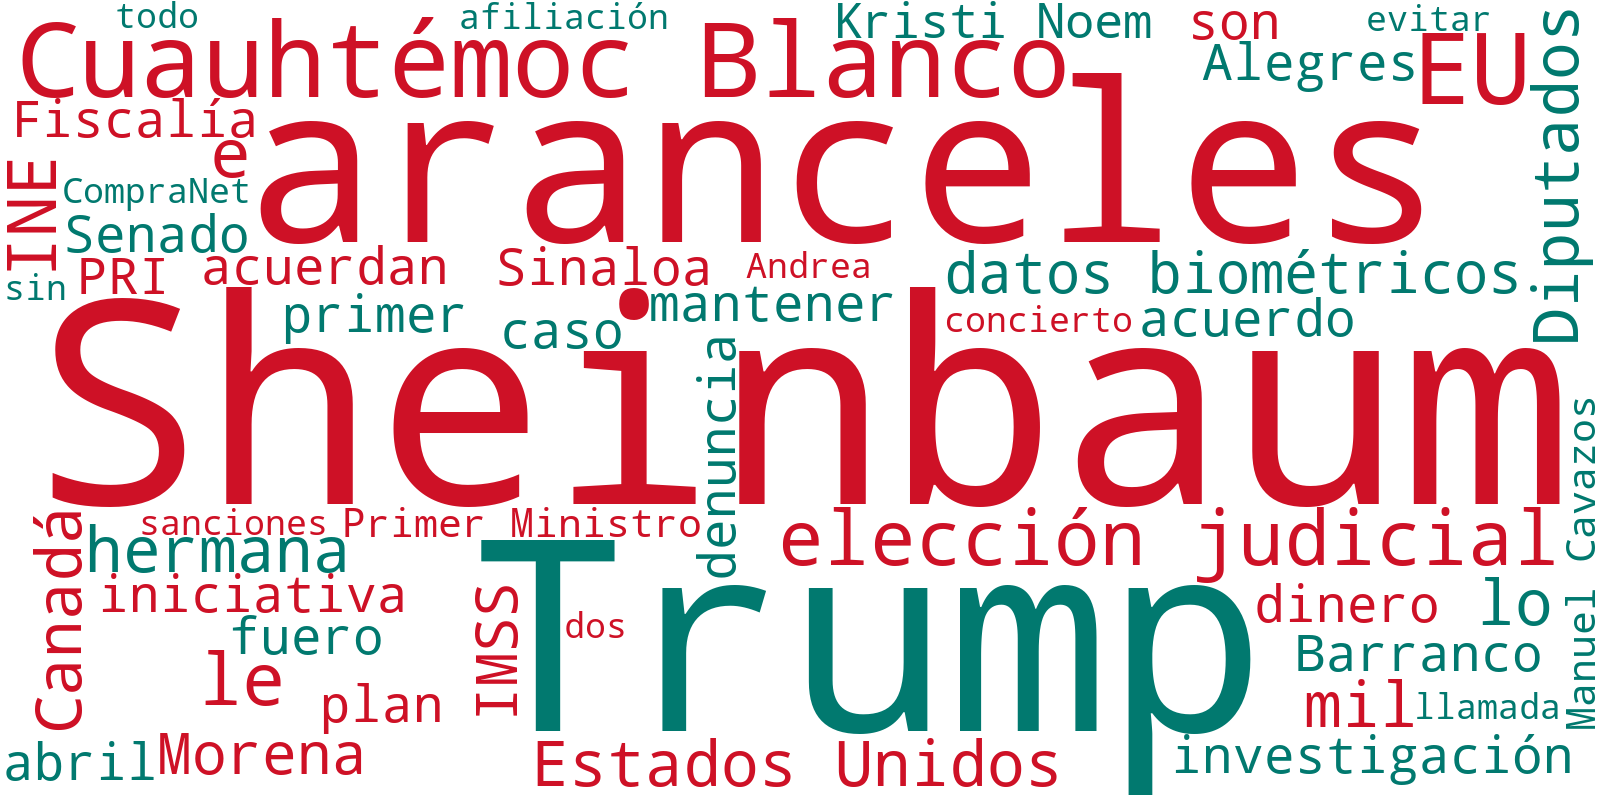 todo
afiliación
Kristi Noem
son
evitar
Cuauhtémoc Blanco
Alegres
EU
Diputados
Fiscalía
e
aranceles
INE
CompraNet
Senado
sin
PRI
acuerdan
Sinaloa
Andrea
datos biométricos
primer
caso
mantener
concierto
acuerdo
Sheinbaum
denuncia
Manuel Cavazos
Canadá
sanciones
Primer Ministro
hermana
elección judicial
iniciativa
IMSS
Trump
dos
dinero
lo
fuero
Barranco
le
plan
mil
llamada
abril
Morena
Estados Unidos
investigación